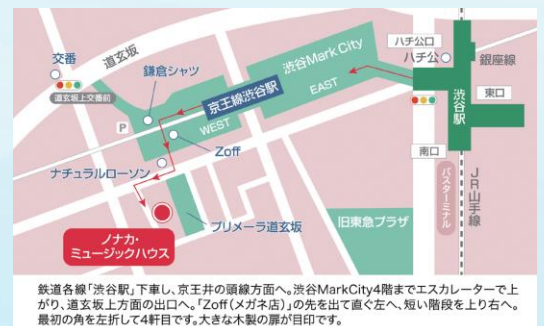 交番
道玄坂
道玄坂上交番前
鎌倉シャツ
渋谷Mark City
EAST
WEST
京王線渋谷駅
ハチ公口
ハチ公
銀座線
渋谷駅
東口
南口
バスターミナル
JR山手線
P
Zoff
ナチュラルローソン
プリメーラ道玄坂
旧東急プラザ
ノナカ・
ミュージックハウス
鉄道各線「渋谷駅」下車し、京王井の頭線方面へ。渋谷MarkCity4階までエスカレーターで上
がり、道玄坂上方面の出口へ。「Zoff(メガネ店)」の先を出て直ぐ左へ、短い階段を上り右へ。
最初の角を左折して4軒目です。大きな木製の扉が目印です。